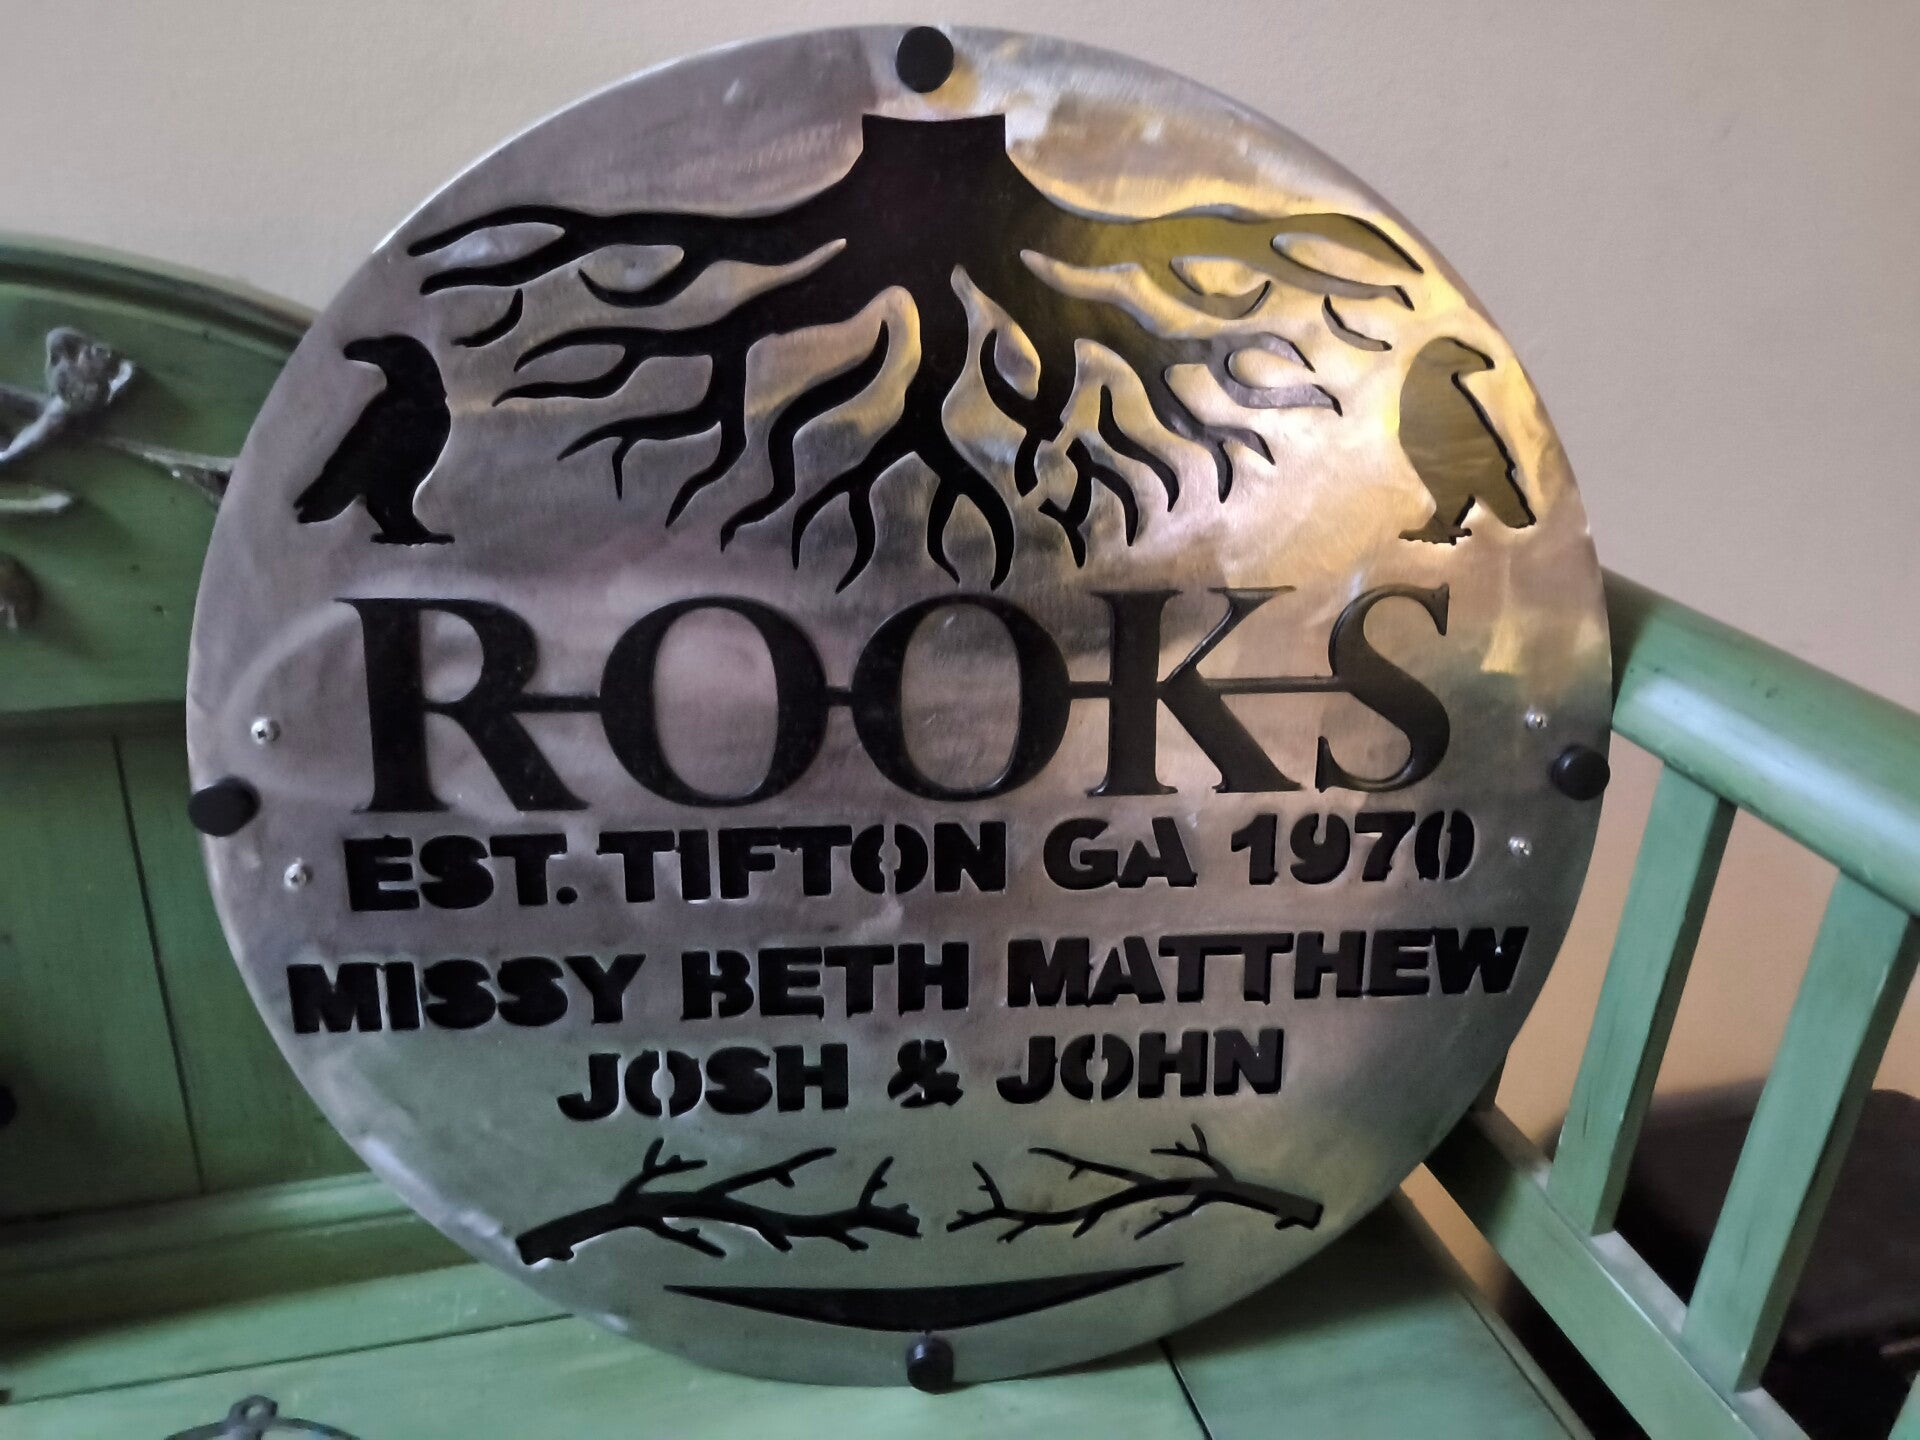 ROOKS
EST. TIFTON GA 1970
MISSY BETH MATTHEW
JOSH & JOHN